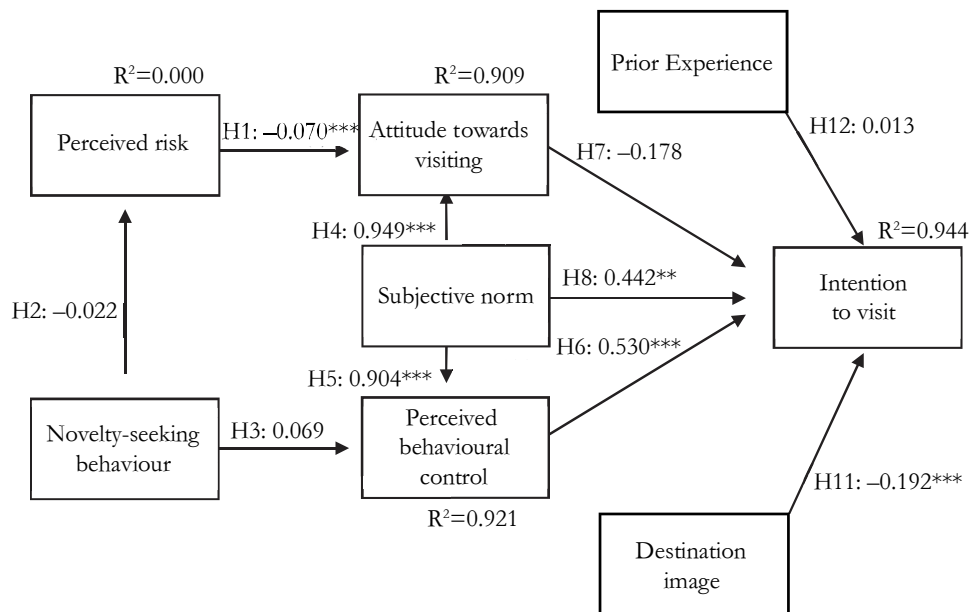 Prior Experience
R²=0.000
R²=0.909
Perceived risk
H1: –0.070***
Attitude towards
visiting
H7: –0.178
H12: 0.013
H4: 0.949***
R²=0.944
Subjective norm
H8: 0.442**
Intention
to visit
H2: –0.022
H6: 0.530***
H5: 0.904***
Novelty-seeking
behaviour
H3: 0.069
Perceived
behavioural
control
H11: –0.192***
R²=0.921
Destination
image